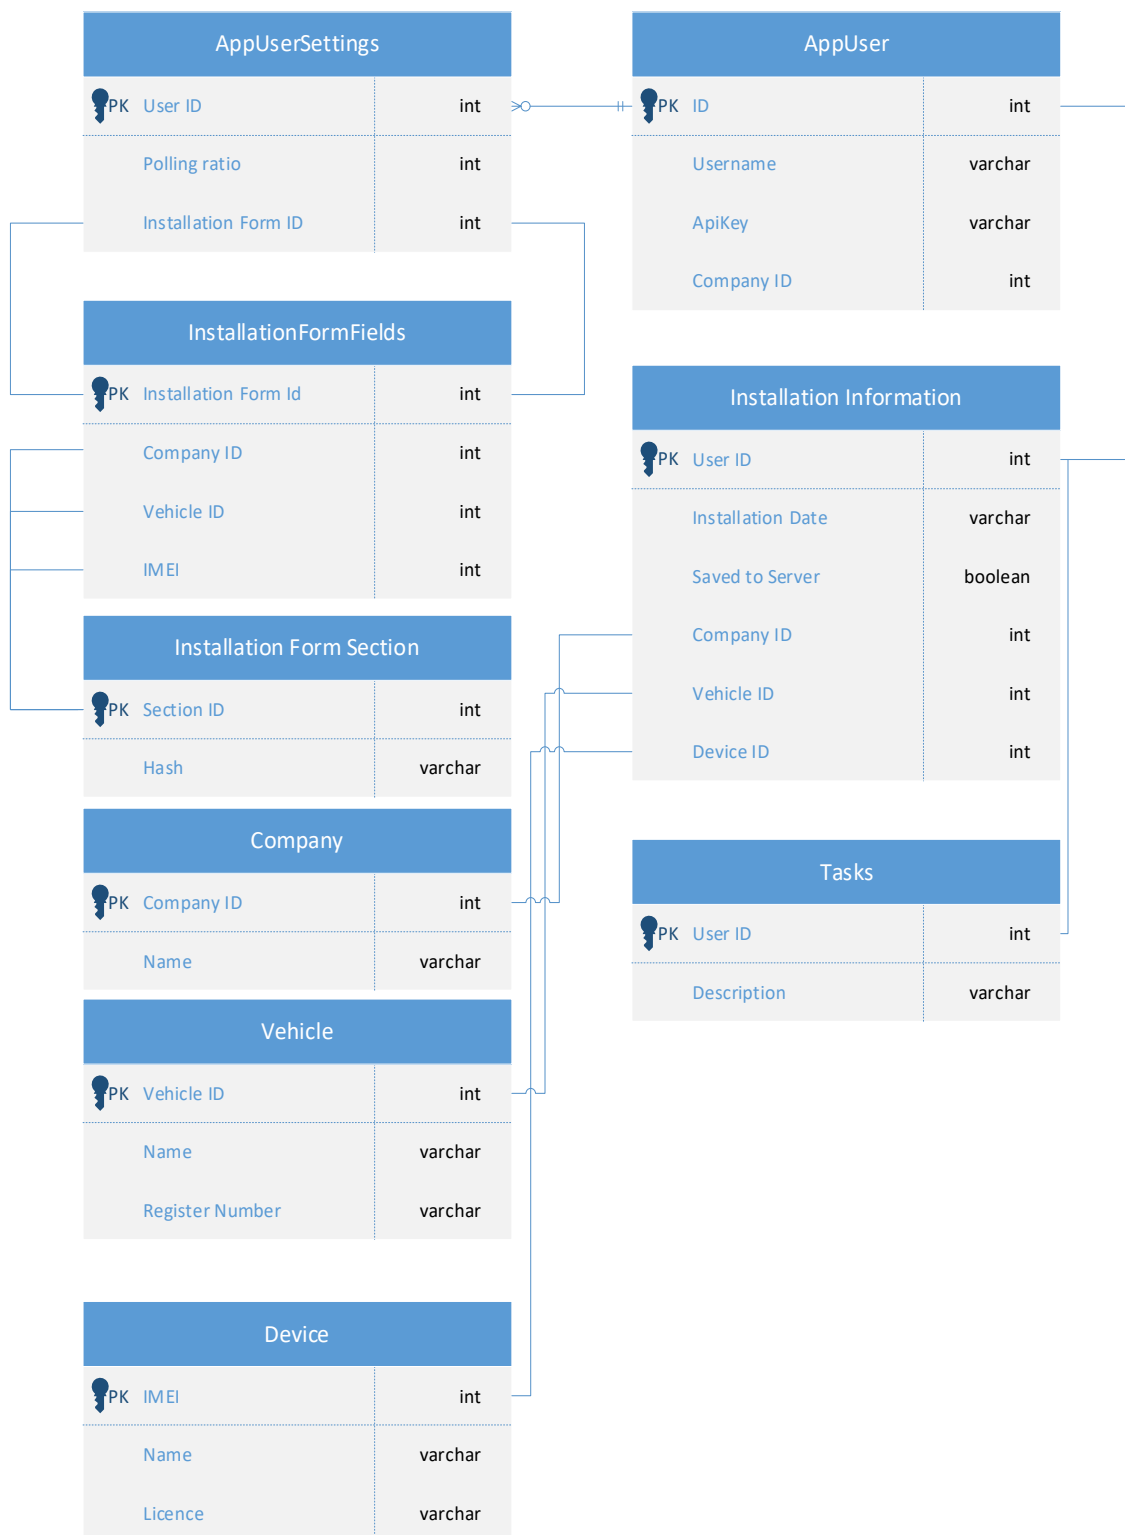 AppUserSettings
PK User ID int
Polling ratio int
Installation Form ID int
InstallationFormFields
PK Installation Form Id int
Company ID int
Vehicle ID int
IMEI int
Installation Form Section
PK Section ID int
Hash varchar
Company
PK Company ID int
Name varchar
Vehicle
PK Vehicle ID int
Name varchar
Register Number varchar
Device
PK IMEI int
Name varchar
Licence varchar
AppUser
PK ID int
Username varchar
ApiKey varchar
Company ID int
Installation Information
PK User ID int
Installation Date varchar
Saved to Server boolean
Company ID int
Vehicle ID int
Device ID int
Tasks
PK User ID int
Description varchar